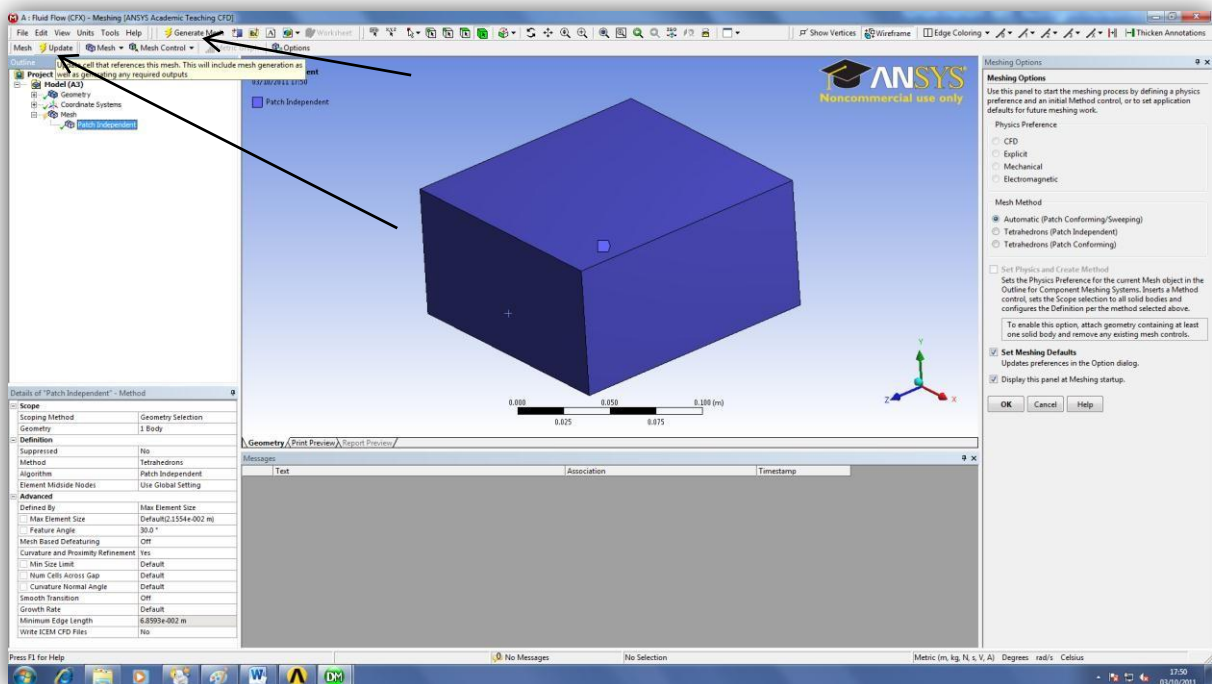 A : Fluid Flow (CFX) - Meshing [ANSYS Academic Teaching CFD]
File Edit View Units Tools Help Generate Mesh Worksheet Show Vertices Wireframe Edge Coloring Thicken Annotations
Mesh Update Mesh Mesh Control Options
Outline
Update cell that references this mesh. This will include mesh generation as
well as generating any required outputs
Project
Model (A3)
Geometry
Coordinate Systems
Mesh
Patch Independent
03/10/2011 17:50
Patch Independent
ANSYS
Noncommercial use only
Y
Z
X
0.000 0.050 0.100 (m)
0.025 0.075
Geometry Print Preview Report Preview
Messages
Text Association Timestamp
Details of "Patch Independent" - Method
Scope
Scoping Method Geometry Selection
Geometry 1 Body
Definition
Suppressed No
Method Tetrahedrons
Algorithm Patch Independent
Element Midside Nodes Use Global Setting
Advanced
Defined By Max Element Size
Max Element Size Default(2.1554e-002 m)
Feature Angle 30.0 °
Mesh Based Defeaturing Off
Curvature and Proximity Refinement Yes
Min Size Limit Default
Num Cells Across Gap Default
Curvature Normal Angle Default
Smooth Transition Off
Growth Rate Default
Minimum Edge Length 6.8593e-002 m
Write ICEM CFD Files No
Meshing Options
Meshing Options
Use this panel to start the meshing process by defining a physics
preference and an initial Method control, or to set application
defaults for future meshing work.
Physics Preference
CFD
Explicit
Mechanical
Electromagnetic
Mesh Method
Automatic (Patch Conforming/Sweeping)
Tetrahedrons (Patch Independent)
Tetrahedrons (Patch Conforming)
Set Physics and Create Method
Sets the Physics Preference for the current Mesh object in the
Outline for Component Meshing Systems. Inserts a Method
control, sets the Scope selection to all solid bodies and
configures the Definition per the method selected above.
To enable this option, attach geometry containing at least
one solid body and remove any existing mesh controls.
Set Meshing Defaults
Updates preferences in the Option dialog.
Display this panel at Meshing startup.
OK Cancel Help
Press F1 for Help No Messages No Selection Metric (m, kg, N, s, V, A) Degrees rad/s Celsius
W DM 17:50
03/10/2011